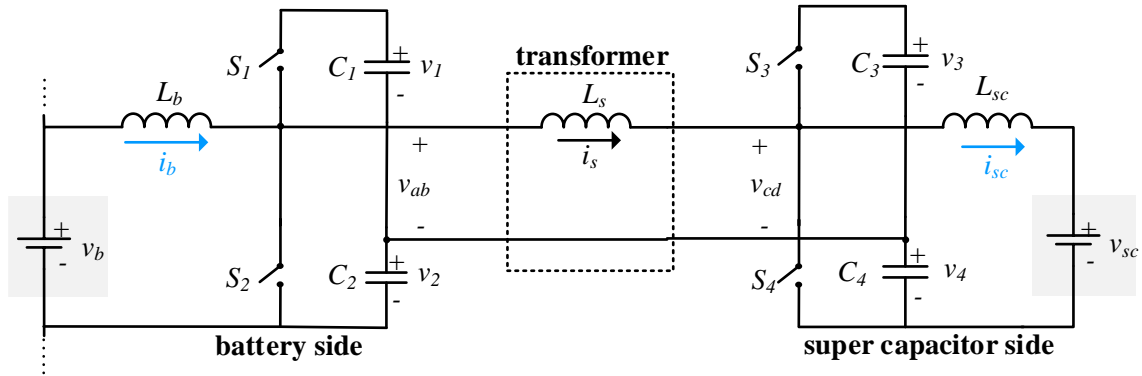 transformer
S1
C1
+
v1
-
S3
C3
+
v3
-
Lb
Ls
Lsc
ib
+
vab
-
is
+
vcd
-
isc
+
vb
-
S2
C2
+
v2
-
S4
C4
+
v4
-
+
vsc
-
battery side
super capacitor side